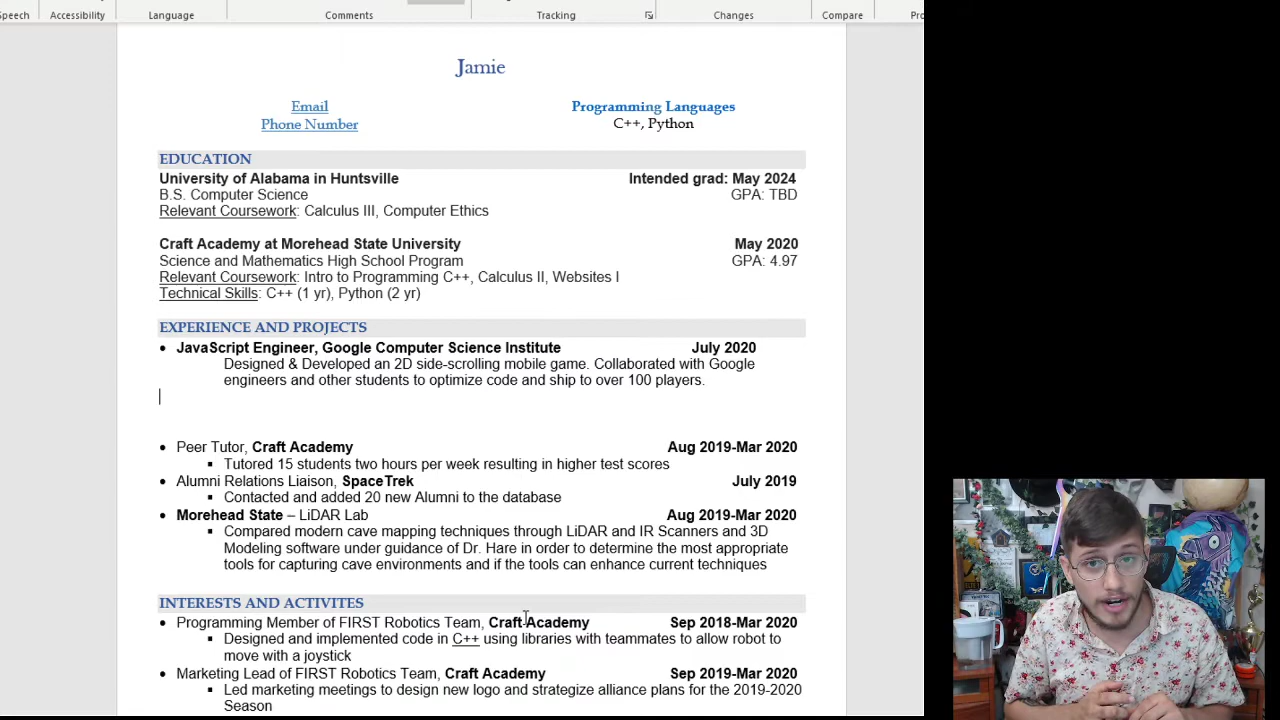 Speech
Accessibility
Language
Comments
Tracking
Changes
Compare
Jamie
Email
Phone Number
Programming Languages
C++, Python
EDUCATION
University of Alabama in Huntsville Intended grad: May 2024
B.S. Computer Science GPA: TBD
Relevant Coursework: Calculus III, Computer Ethics
Craft Academy at Morehead State University May 2020
Science and Mathematics High School Program GPA: 4.97
Relevant Coursework: Intro to Programming C++, Calculus II, Websites I
Technical Skills: C++ (1 yr), Python (2 yr)
EXPERIENCE AND PROJECTS
• JavaScript Engineer, Google Computer Science Institute July 2020
Designed & Developed an 2D side-scrolling mobile game. Collaborated with Google
engineers and other students to optimize code and ship to over 100 players.
• Peer Tutor, Craft Academy Aug 2019-Mar 2020
▪ Tutored 15 students two hours per week resulting in higher test scores
• Alumni Relations Liaison, SpaceTrek July 2019
▪ Contacted and added 20 new Alumni to the database
• Morehead State – LiDAR Lab Aug 2019-Mar 2020
▪ Compared modern cave mapping techniques through LiDAR and IR Scanners and 3D
Modeling software under guidance of Dr. Hare in order to determine the most appropriate
tools for capturing cave environments and if the tools can enhance current techniques
INTERESTS AND ACTIVITES
• Programming Member of FIRST Robotics Team, Craft Academy Sep 2018-Mar 2020
▪ Designed and implemented code in C++ using libraries with teammates to allow robot to
move with a joystick
• Marketing Lead of FIRST Robotics Team, Craft Academy Sep 2019-Mar 2020
▪ Led marketing meetings to design new logo and strategize alliance plans for the 2019-2020
Season